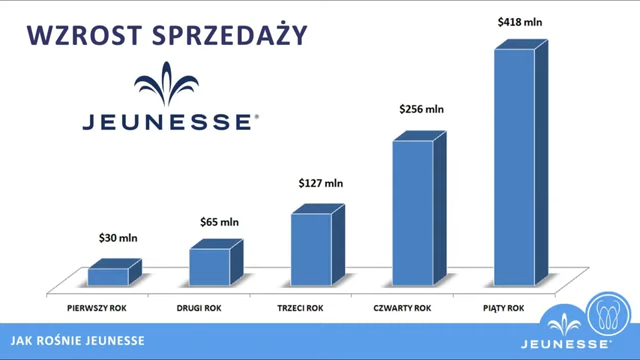 WZROST SPRZEDAŻY
JEUNESSE®
$30 mln
$65 mln
$127 mln
$256 mln
$418 mln
PIERWSZY ROK
DRUGI ROK
TRZECI ROK
CZWARTY ROK
PIĄTY ROK
JAK ROŚNIE JEUNESSE
JEUNESSE®